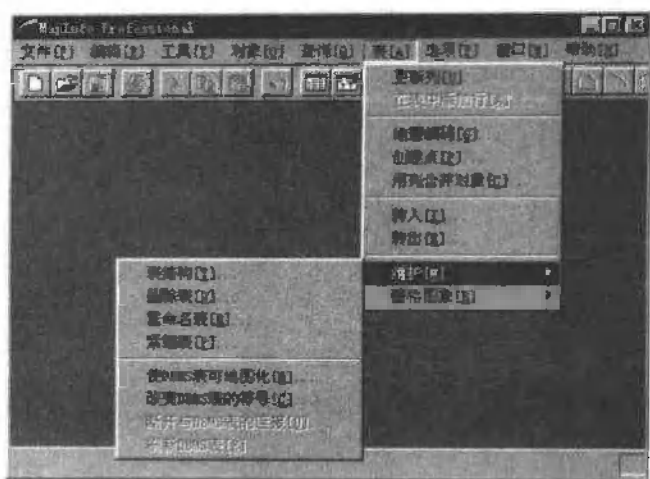 MapInfo Professional
文件(F) 编辑(E) 工具(T) 对象(O) 查询(Q) 表(A) 选项(P) 窗口(W) 帮助(H)
更新列(U)
地理编码(G)
创建点(P)
用列合并对象(C)
转入(I)
转出(E)
维护(M)
栅格图象(R)
表结构(T)
删除表(D)
重命名表(R)
紧缩表(P)
使DBMS表可地图化(M)
改变DBMS表的符号(C)